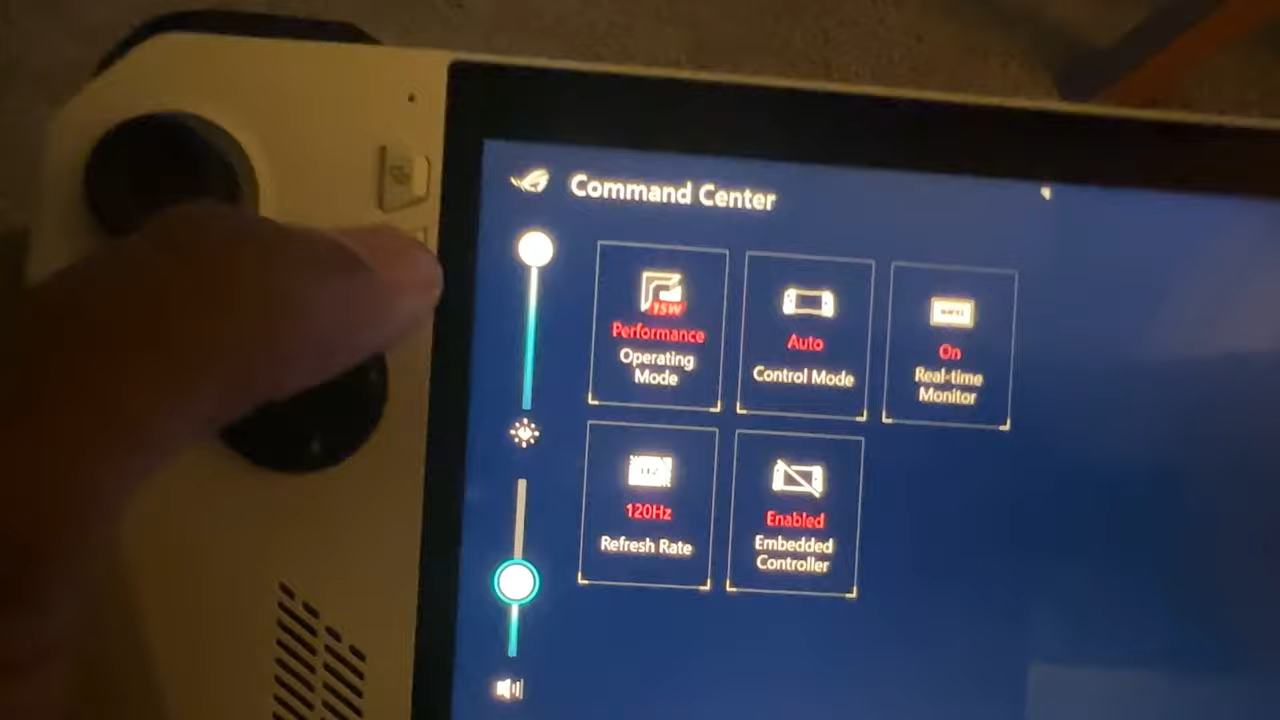 Command Center
15W
Performance
Operating
Mode
Auto
Control Mode
On
Real-time
Monitor
120Hz
Refresh Rate
Enabled
Embedded
Controller